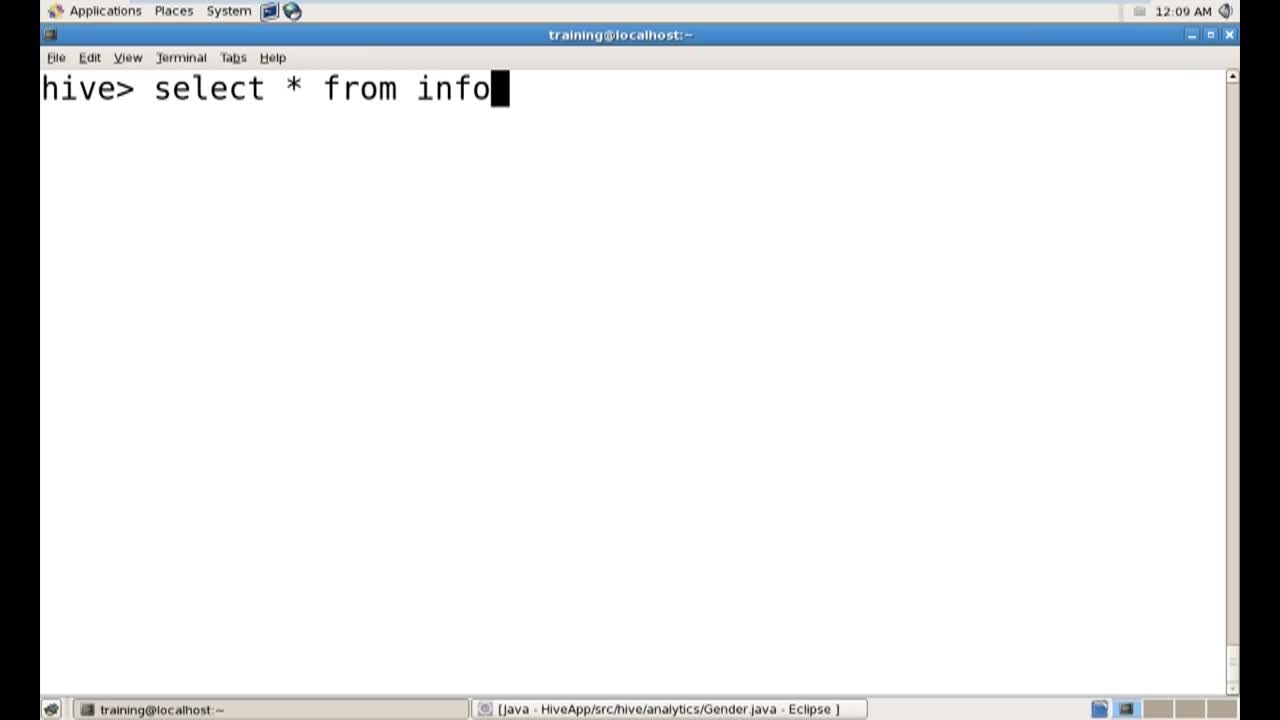 Applications Places System 12:09 AM
training@localhost:~
File Edit View Terminal Tabs Help
hive> select * from info
training@localhost:~ [Java - HiveApp/src/hive/analytics/Gender.java - Eclipse ]